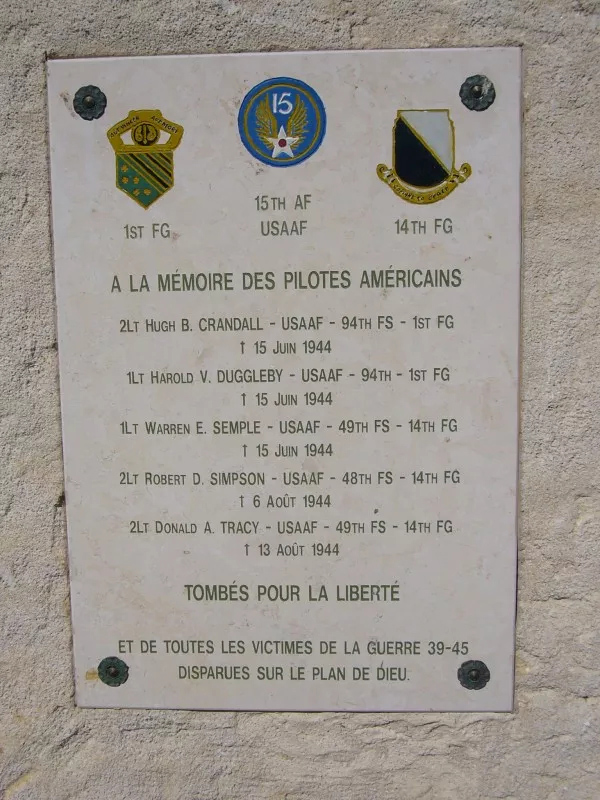 15
15TH AF
1ST FG
USAAF
14TH FG
A LA MÉMOIRE DES PILOTES AMÉRICAINS
2LT HUGH B. CRANDALL - USAAF - 94TH FS - 1ST FG
† 15 JUIN 1944
1LT HAROLD V. DUGGLEBY - USAAF - 94TH - 1ST FG
† 15 JUIN 1944
1LT WARREN E. SEMPLE - USAAF - 49TH FS - 14TH FG
† 15 JUIN 1944
2LT ROBERT D. SIMPSON - USAAF - 48TH FS - 14TH FG
† 6 AOÛT 1944
2LT DONALD A. TRACY - USAAF - 49TH FS - 14TH FG
† 13 AOÛT 1944
TOMBÉS POUR LA LIBERTÉ
ET DE TOUTES LES VICTIMES DE LA GUERRE 39-45
DISPARUES SUR LE PLAN DE DIEU.